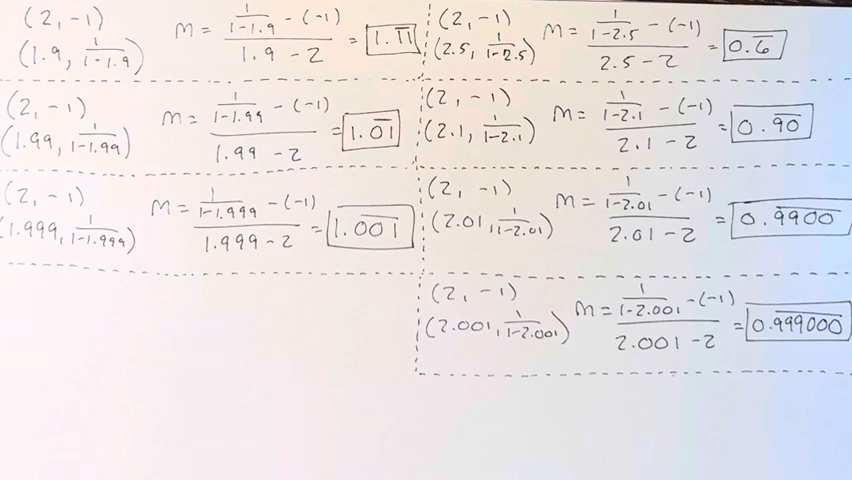 (2, -1)
(1.9, 1/(1-1.9)) m = (1/(1-1.9) - (-1))/(1.9 - 2) = 1.1̅1̅
(1.99, 1/(1-1.99)) m = (1/(1-1.99) - (-1))/(1.99 - 2) = 1.0̅1̅
(2, -1)
(2, -1)
(1.999, 1/(1-1.999)) m = (1/(1-1.999) - (-1))/(1.999 - 2) = 1.0̅0̅1̅
(2, -1)
(2.5, 1/(1-2.5)) m = (1/(1-2.5) - (-1))/(2.5 - 2) = 0.6̅
(2, -1)
(2.1, 1/(1-2.1)) m = (1/(1-2.1) - (-1))/(2.1 - 2) = 0.9̅0̅
(2, -1)
(2.01, 1/(1-2.01)) m = (1/(1-2.01) - (-1))/(2.01 - 2) = 0.9̅9̅0̅0̅
(2, -1)
(2.001, 1/(1-2.001)) m = (1/(1-2.001) - (-1))/(2.001 - 2) = 0.9̅9̅9̅0̅0̅0̅